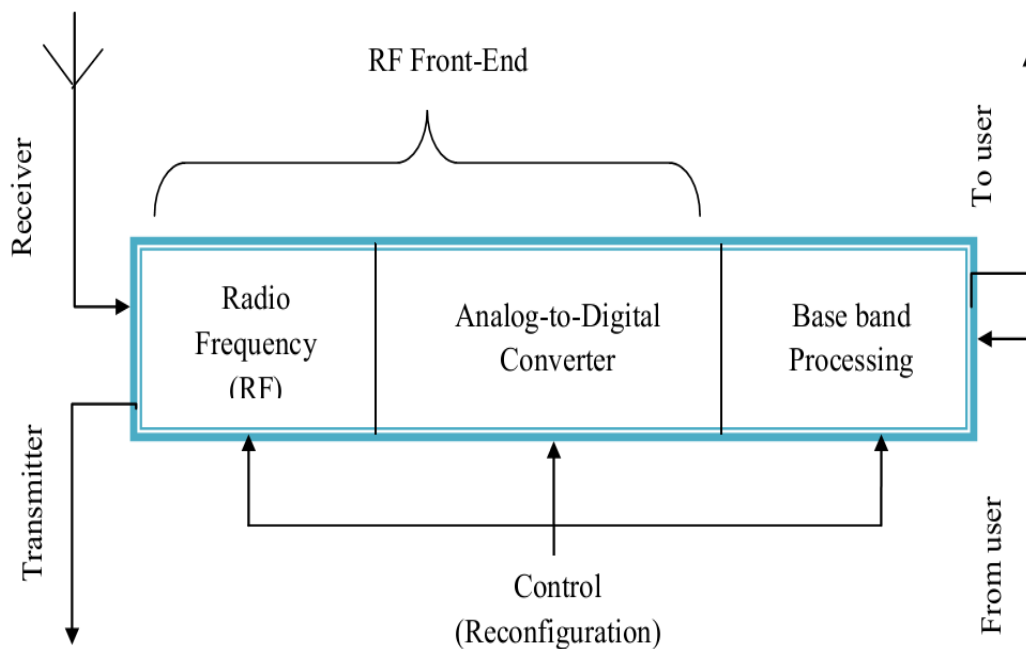 RF Front-End
Receiver
To user
Radio
Frequency
(RF)
Analog-to-Digital
Converter
Base band
Processing
Transmitter
From user
Control
(Reconfiguration)